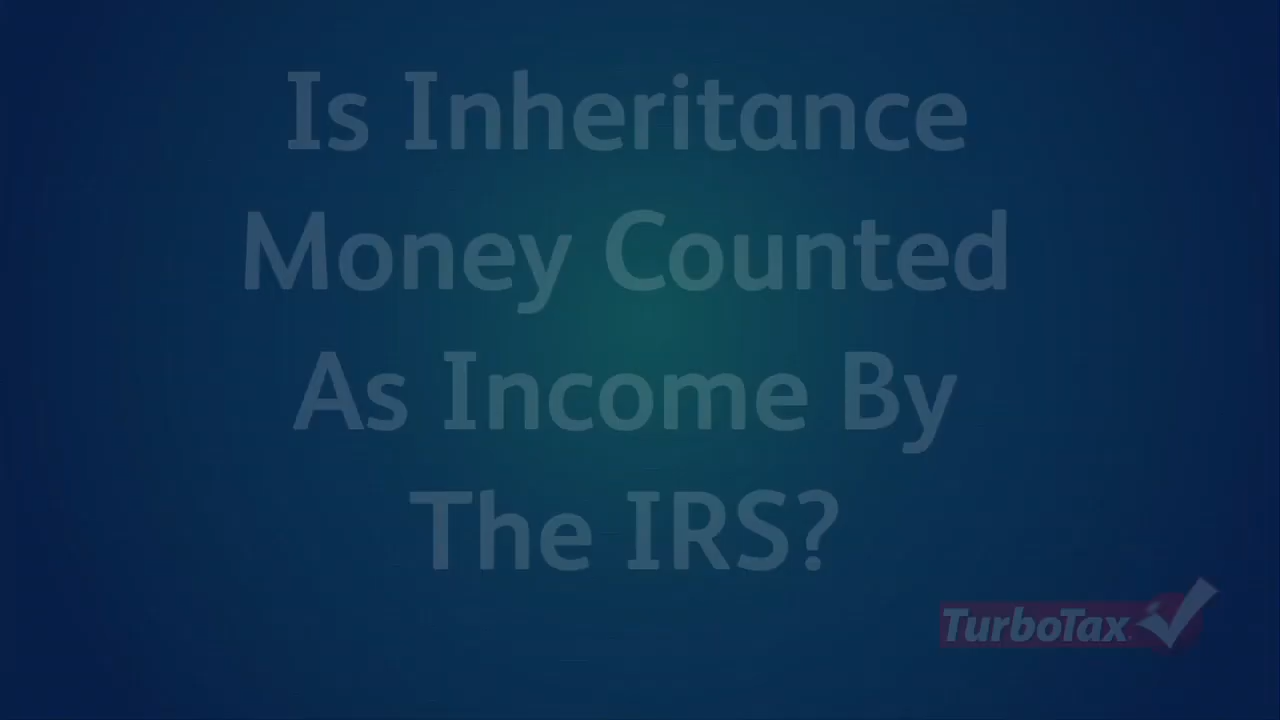 Is Inheritance
Money Counted
As Income By
The IRS?
TurboTax